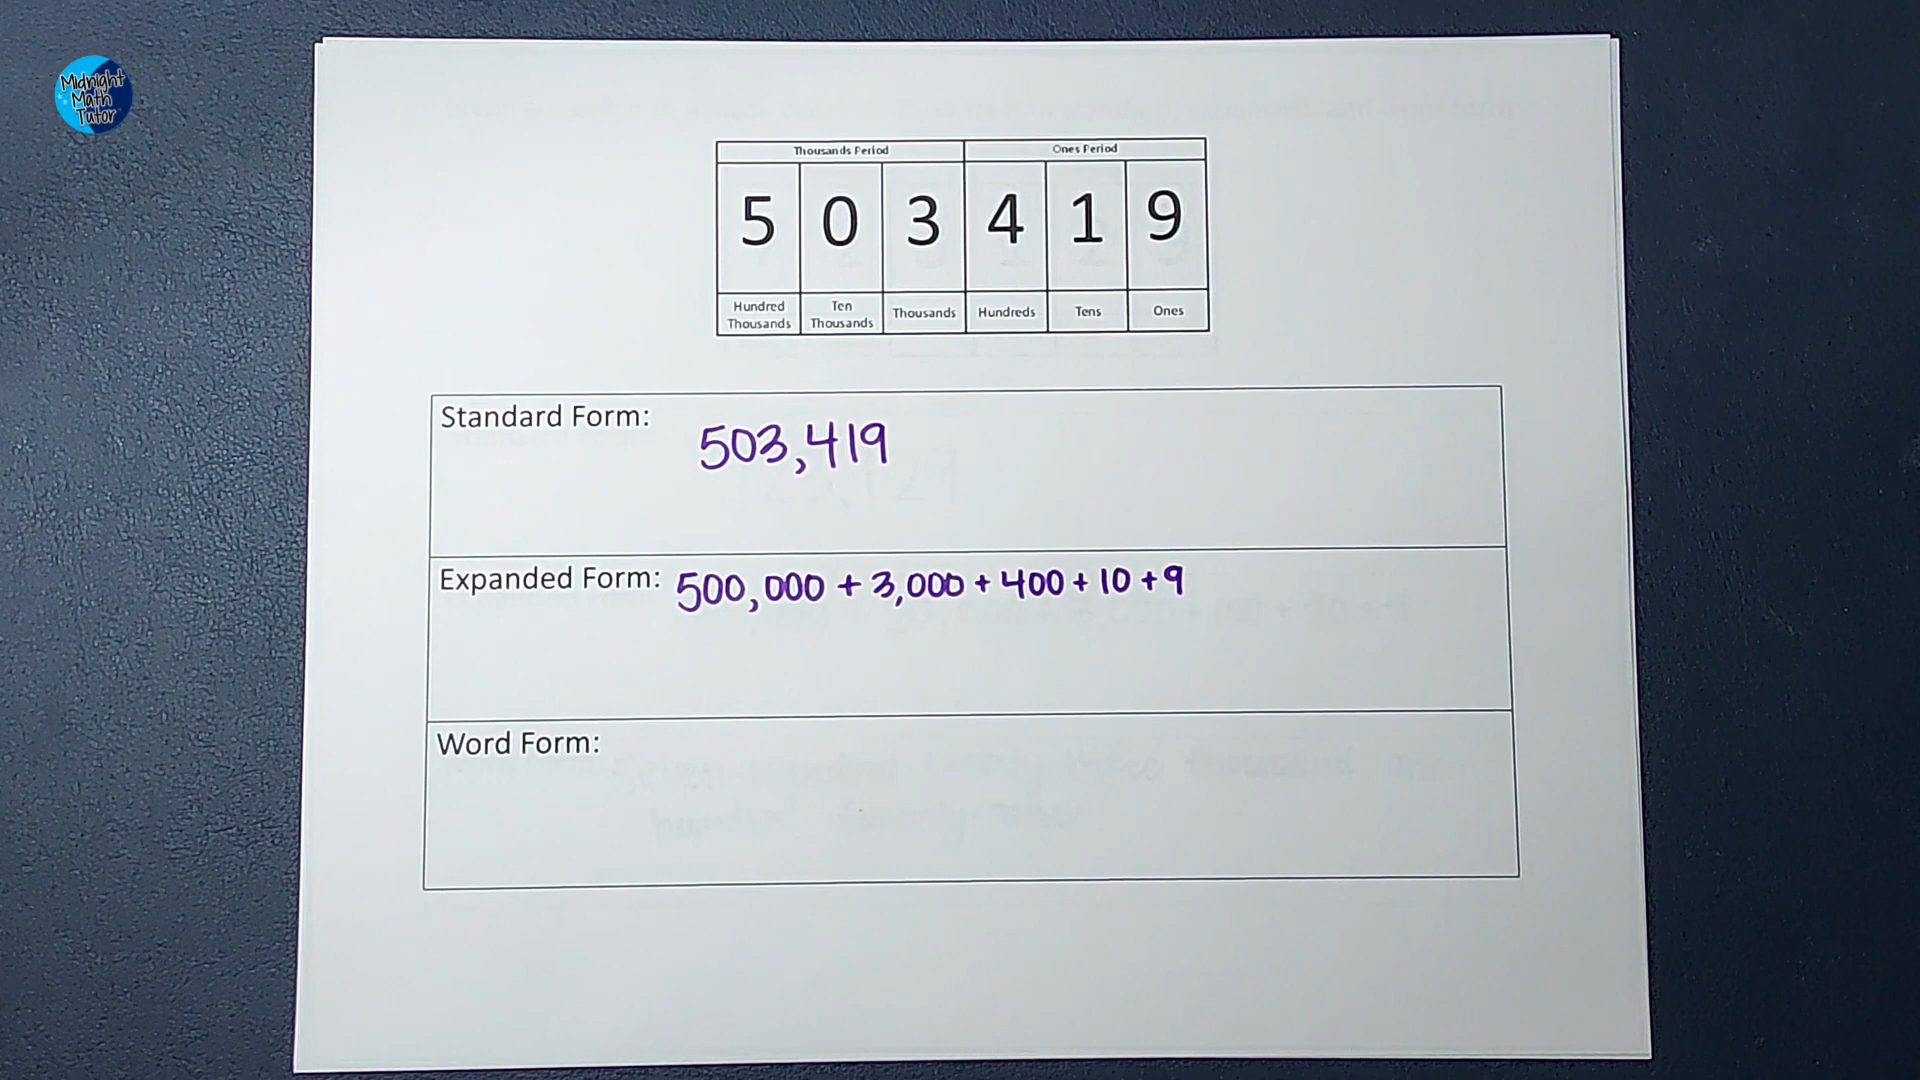 Midnight
Math
Tutor
Thousands Period Ones Period
5 0 3 4 1 9
Hundred Thousands Ten Thousands Thousands Hundreds Tens Ones
Standard Form: 503,419
Expanded Form: 500,000 + 3,000 + 400 + 10 + 9
Word Form: